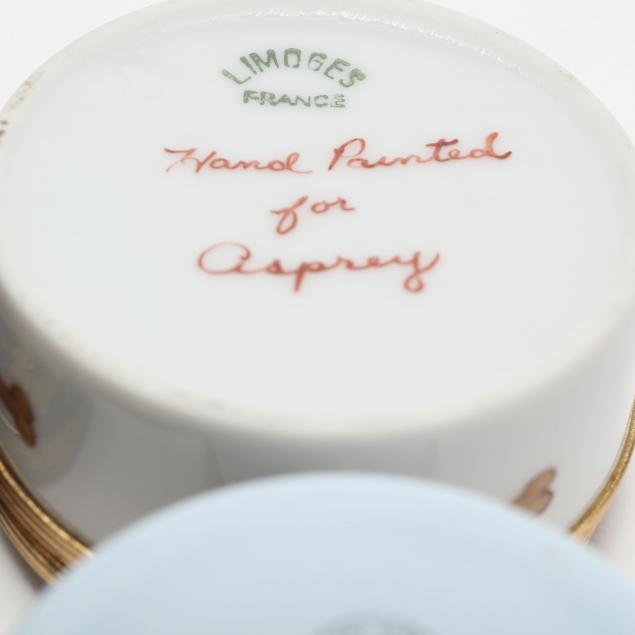 LIMOGES
FRANCE
Hand Painted
for
Asprey